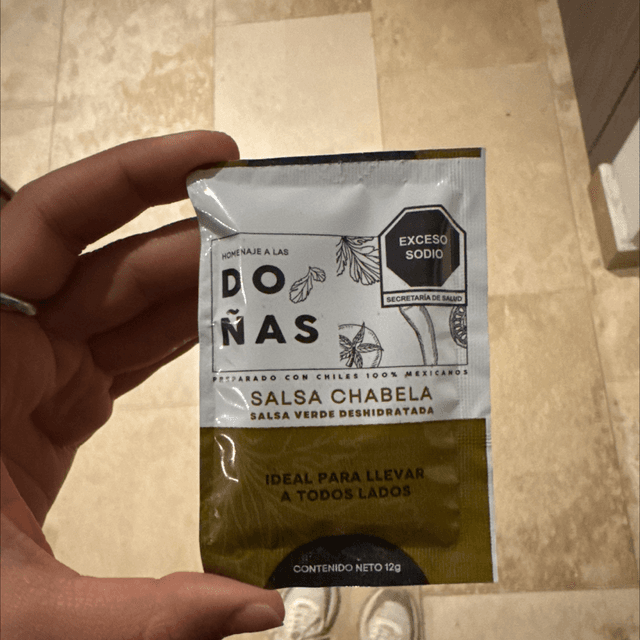 HOMENAJE A LAS
DO
ÑAS
EXCESO
SODIO
SECRETARÍA DE SALUD
PREPARADO CON CHILES 100% MEXICANOS
SALSA CHABELA
SALSA VERDE DESHIDRATADA
IDEAL PARA LLEVAR
A TODOS LADOS
CONTENIDO NETO 12g